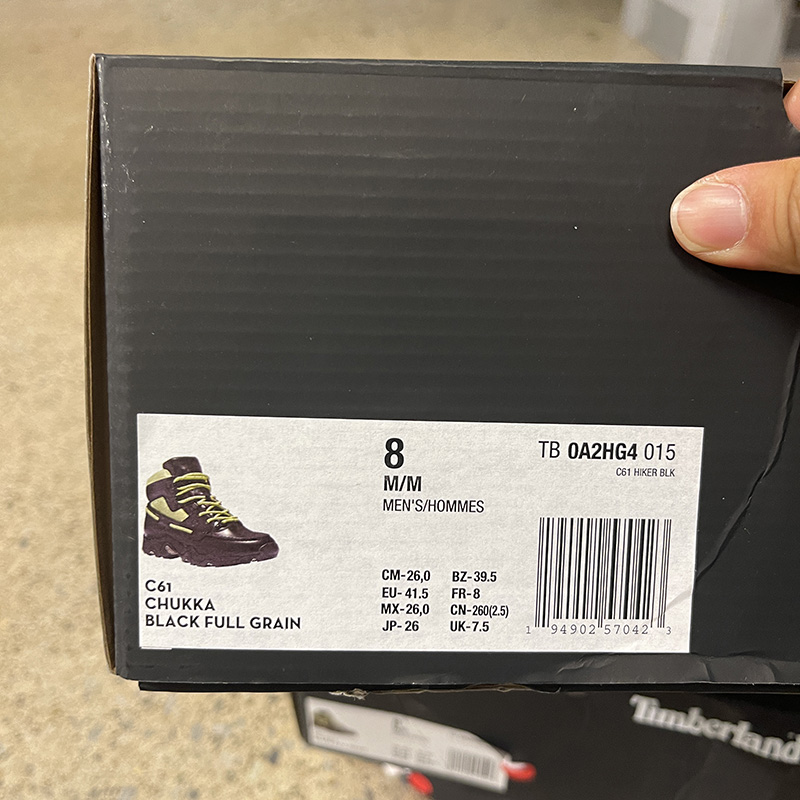 8
M/M
MEN'S/HOMMES
TB 0A2HG4 015
C61 HIKER BLK
C61
CHUKKA
BLACK FULL GRAIN
CM-26,0 BZ-39.5
EU-41.5 FR-8
MX-26,0 CN-260(2.5)
JP-26 UK-7.5
1 94902 57042 3
Timberland
8